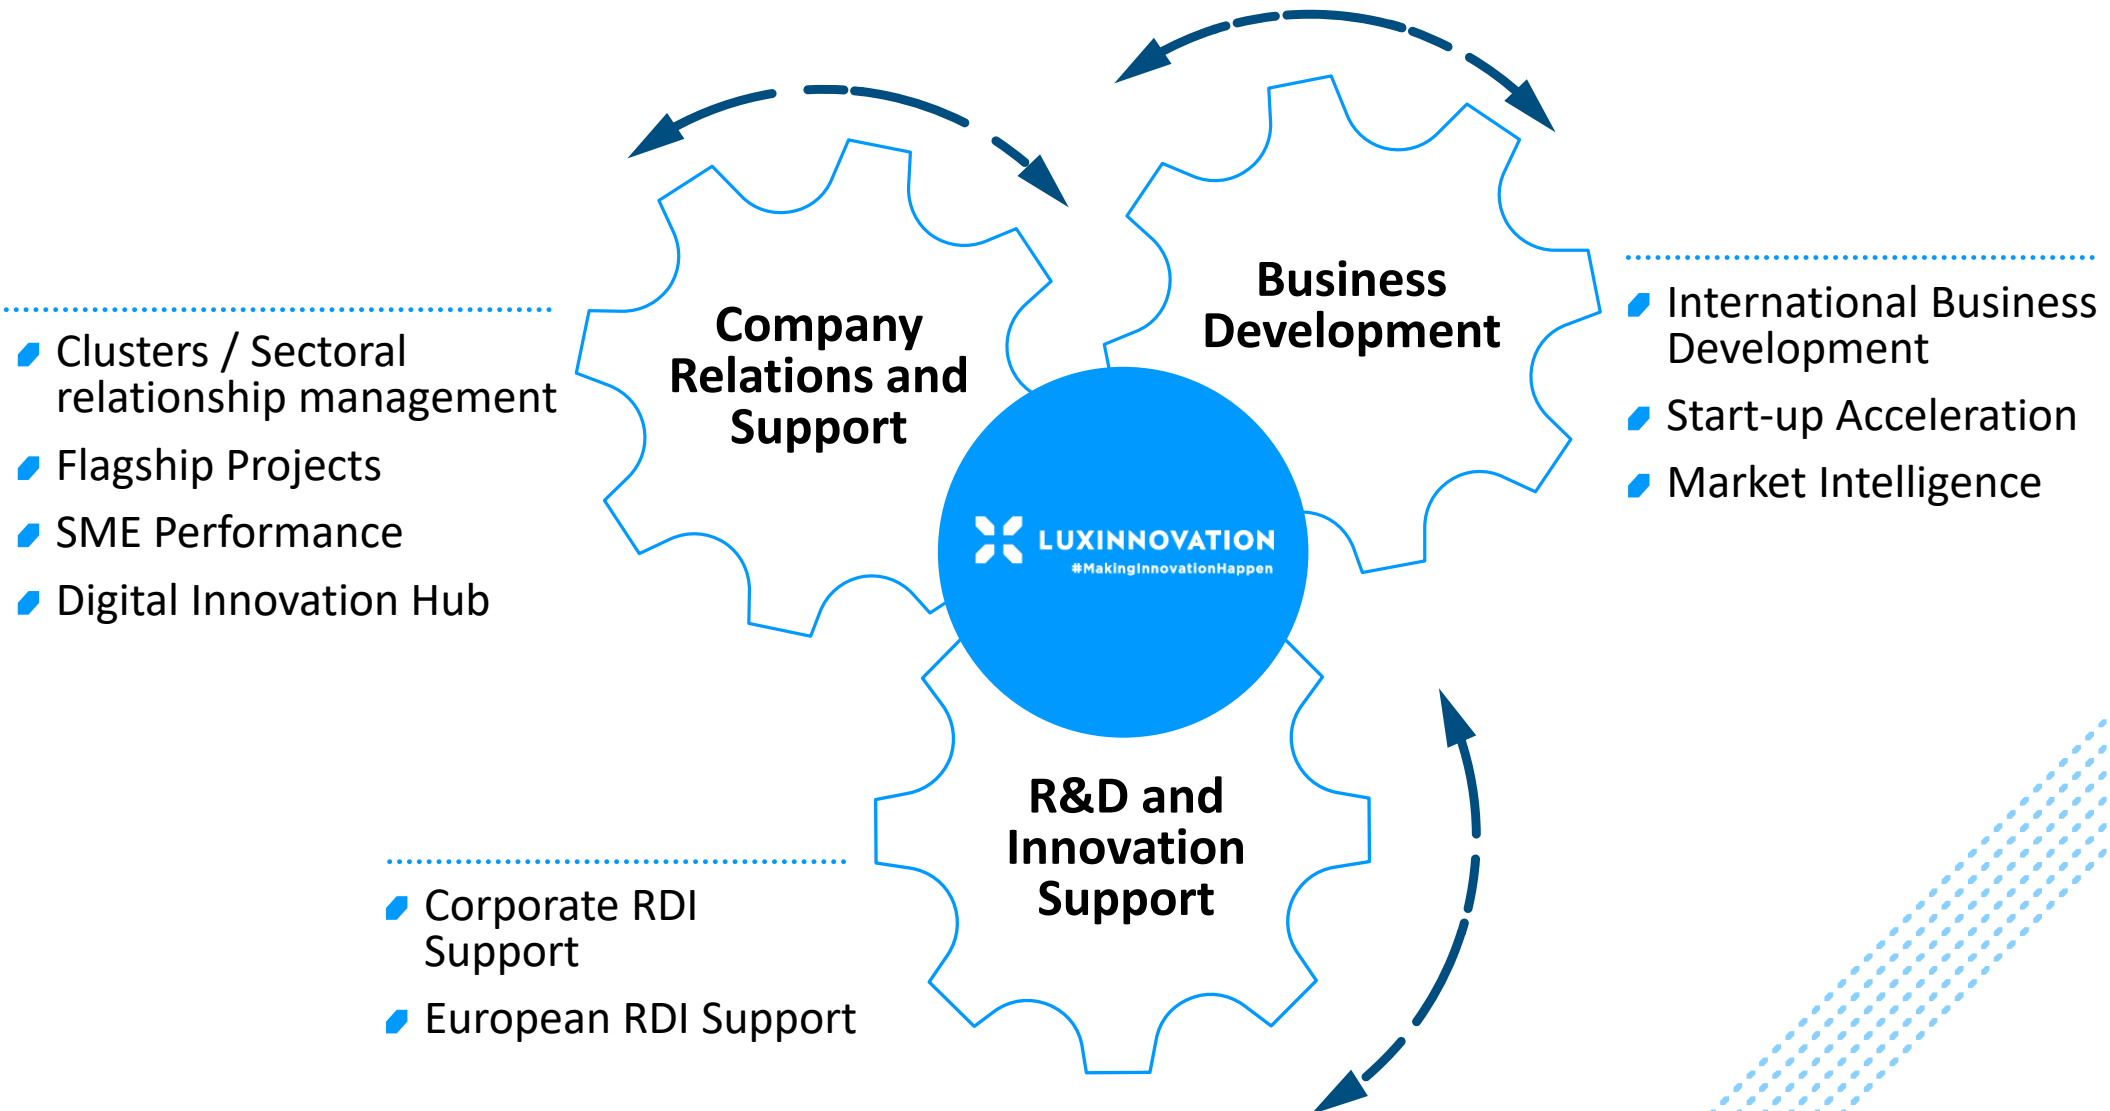 Company
Relations and
Support
Business
Development
Clusters / Sectoral
relationship management
Flagship Projects
SME Performance
Digital Innovation Hub
International Business
Development
Start-up Acceleration
Market Intelligence
LUXINNOVATION
#MakingInnovationHappen
R&D and
Innovation
Support
Corporate RDI
Support
European RDI Support